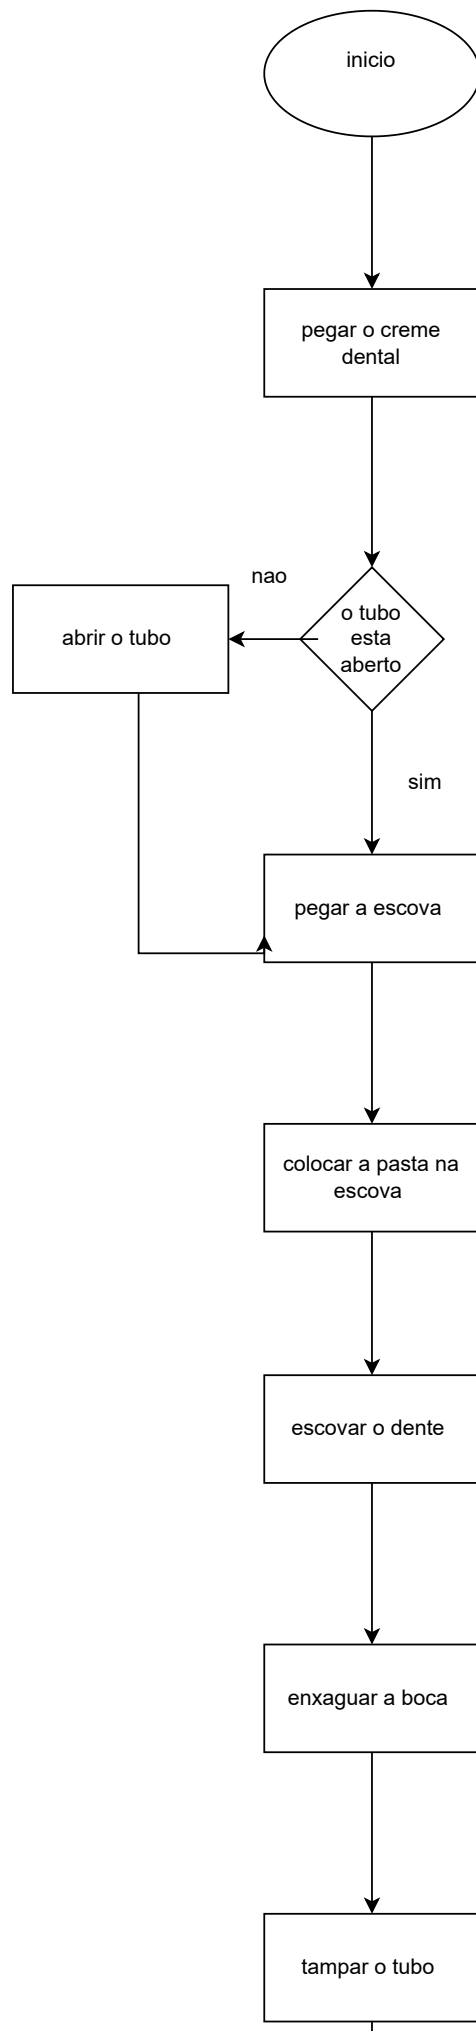 inicio
pegar o creme
dental
nao
o tubo
esta
aberto
abrir o tubo
sim
pegar a escova
colocar a pasta na
escova
escovar o dente
enxaguar a boca
tampar o tubo